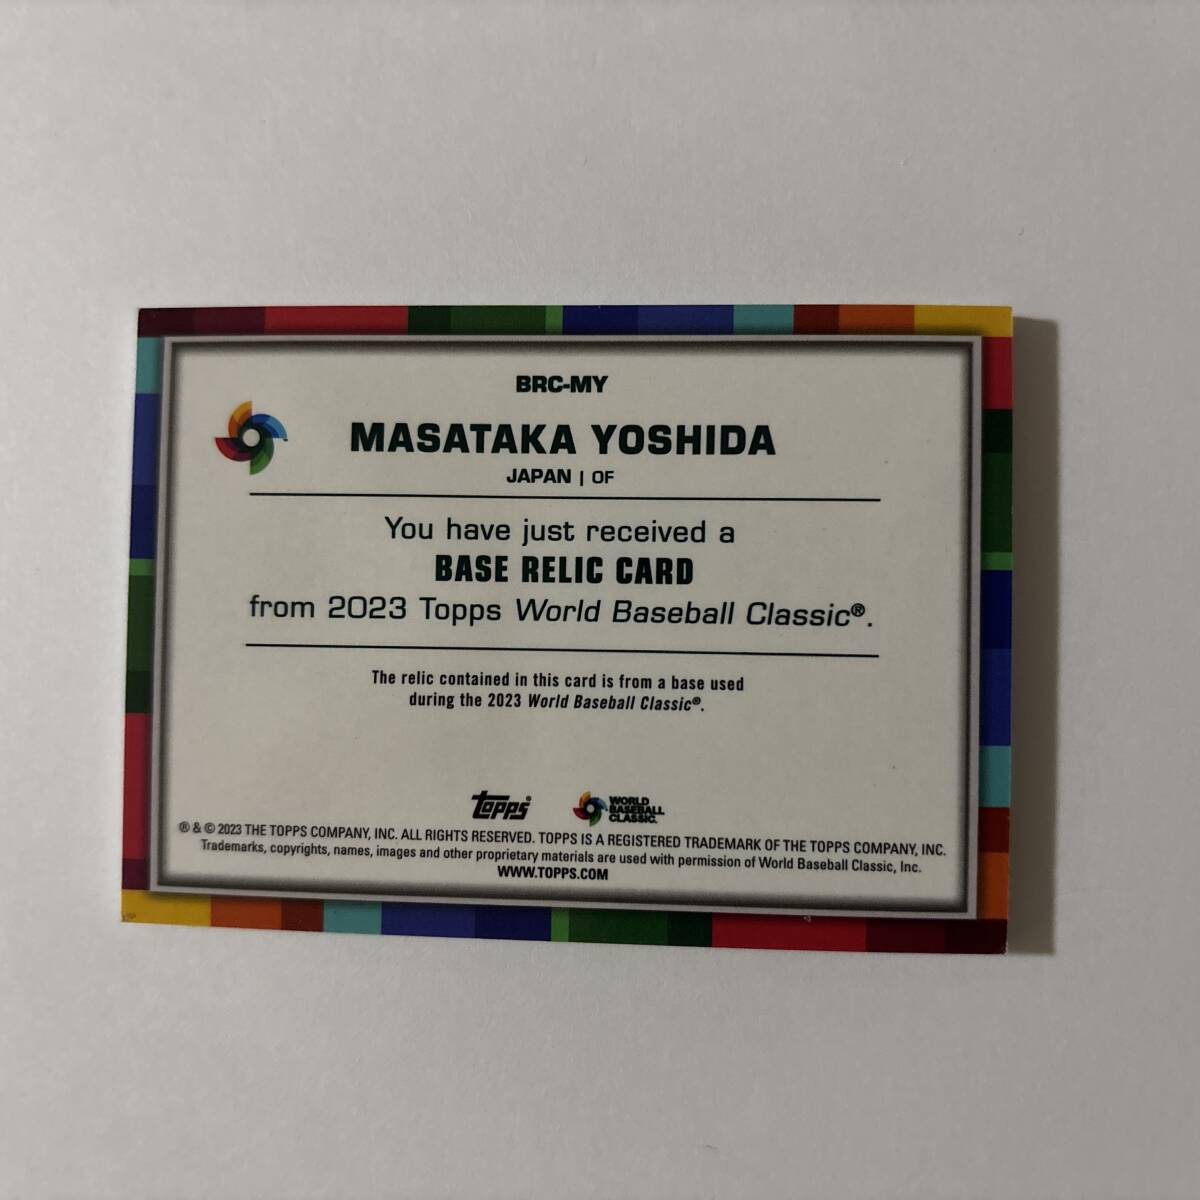 BRC-MY
MASATAKA YOSHIDA
JAPAN | OF
You have just received a
BASE RELIC CARD
from 2023 Topps World Baseball Classic®.
The relic contained in this card is from a base used
during the 2023 World Baseball Classic®.
topps®
WORLD
BASEBALL
CLASSIC.
® & © 2023 THE TOPPS COMPANY, INC. ALL RIGHTS RESERVED. TOPPS IS A REGISTERED TRADEMARK OF THE TOPPS COMPANY, INC.
Trademarks, copyrights, names, images and other proprietary materials are used with permission of World Baseball Classic, Inc.
WWW.TOPPS.COM